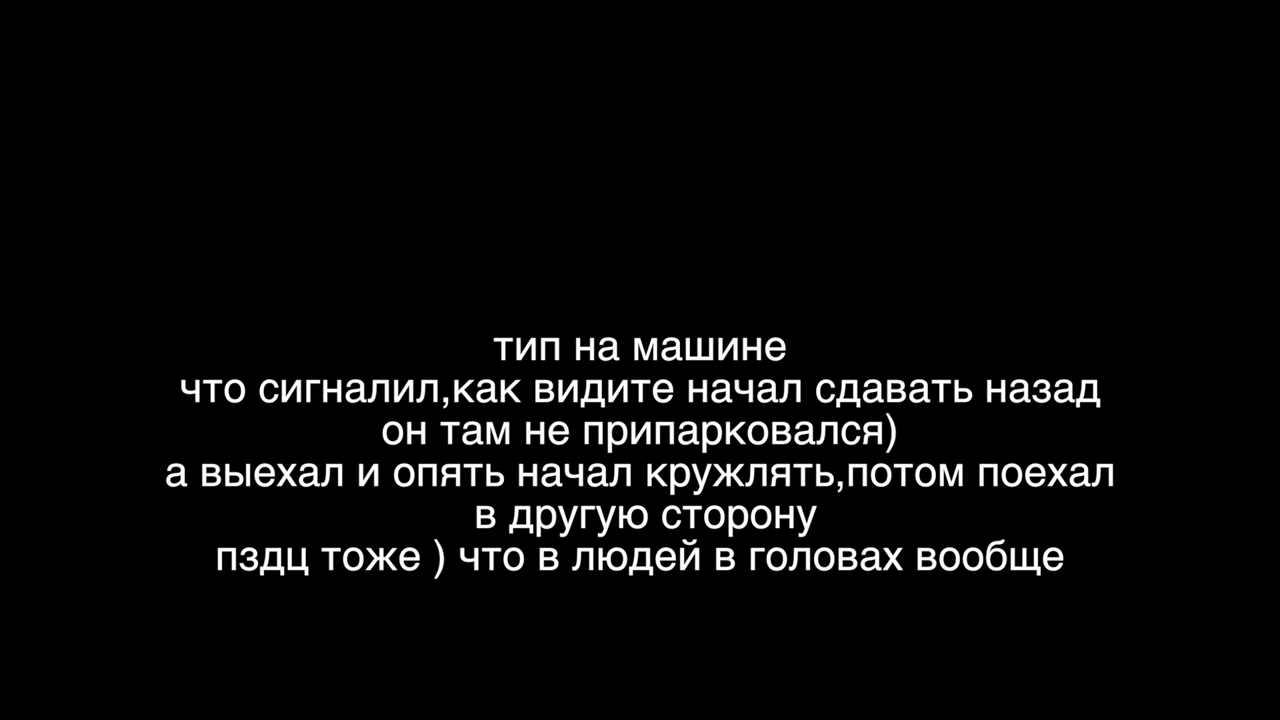 тип на машине
что сигналил,как видите начал сдавать назад
он там не припарковался)
а выехал и опять начал кружлять,потом поехал
в другую сторону
пздц тоже ) что в людей в головах вообще